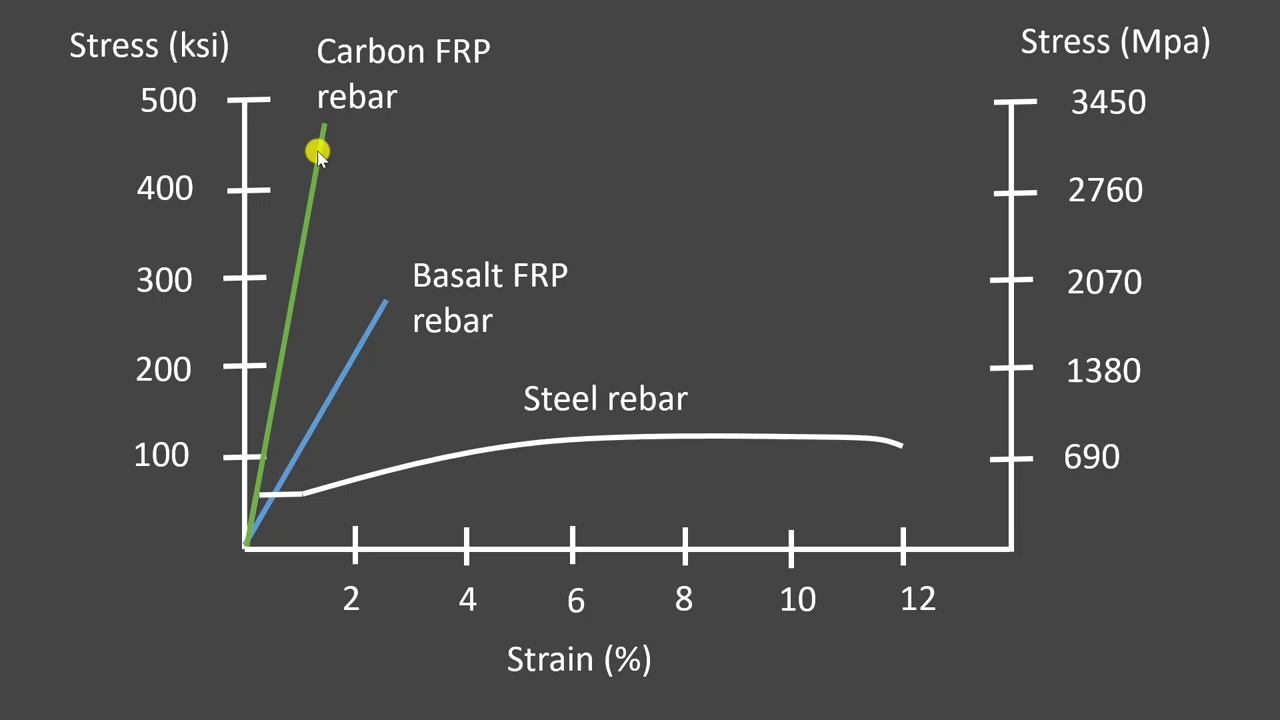 Stress (ksi)
Carbon FRP
rebar
Stress (Mpa)
500
3450
400
2760
Basalt FRP
rebar
300
2070
200
1380
Steel rebar
100
690
2
4
6
8
10
12
Strain (%)